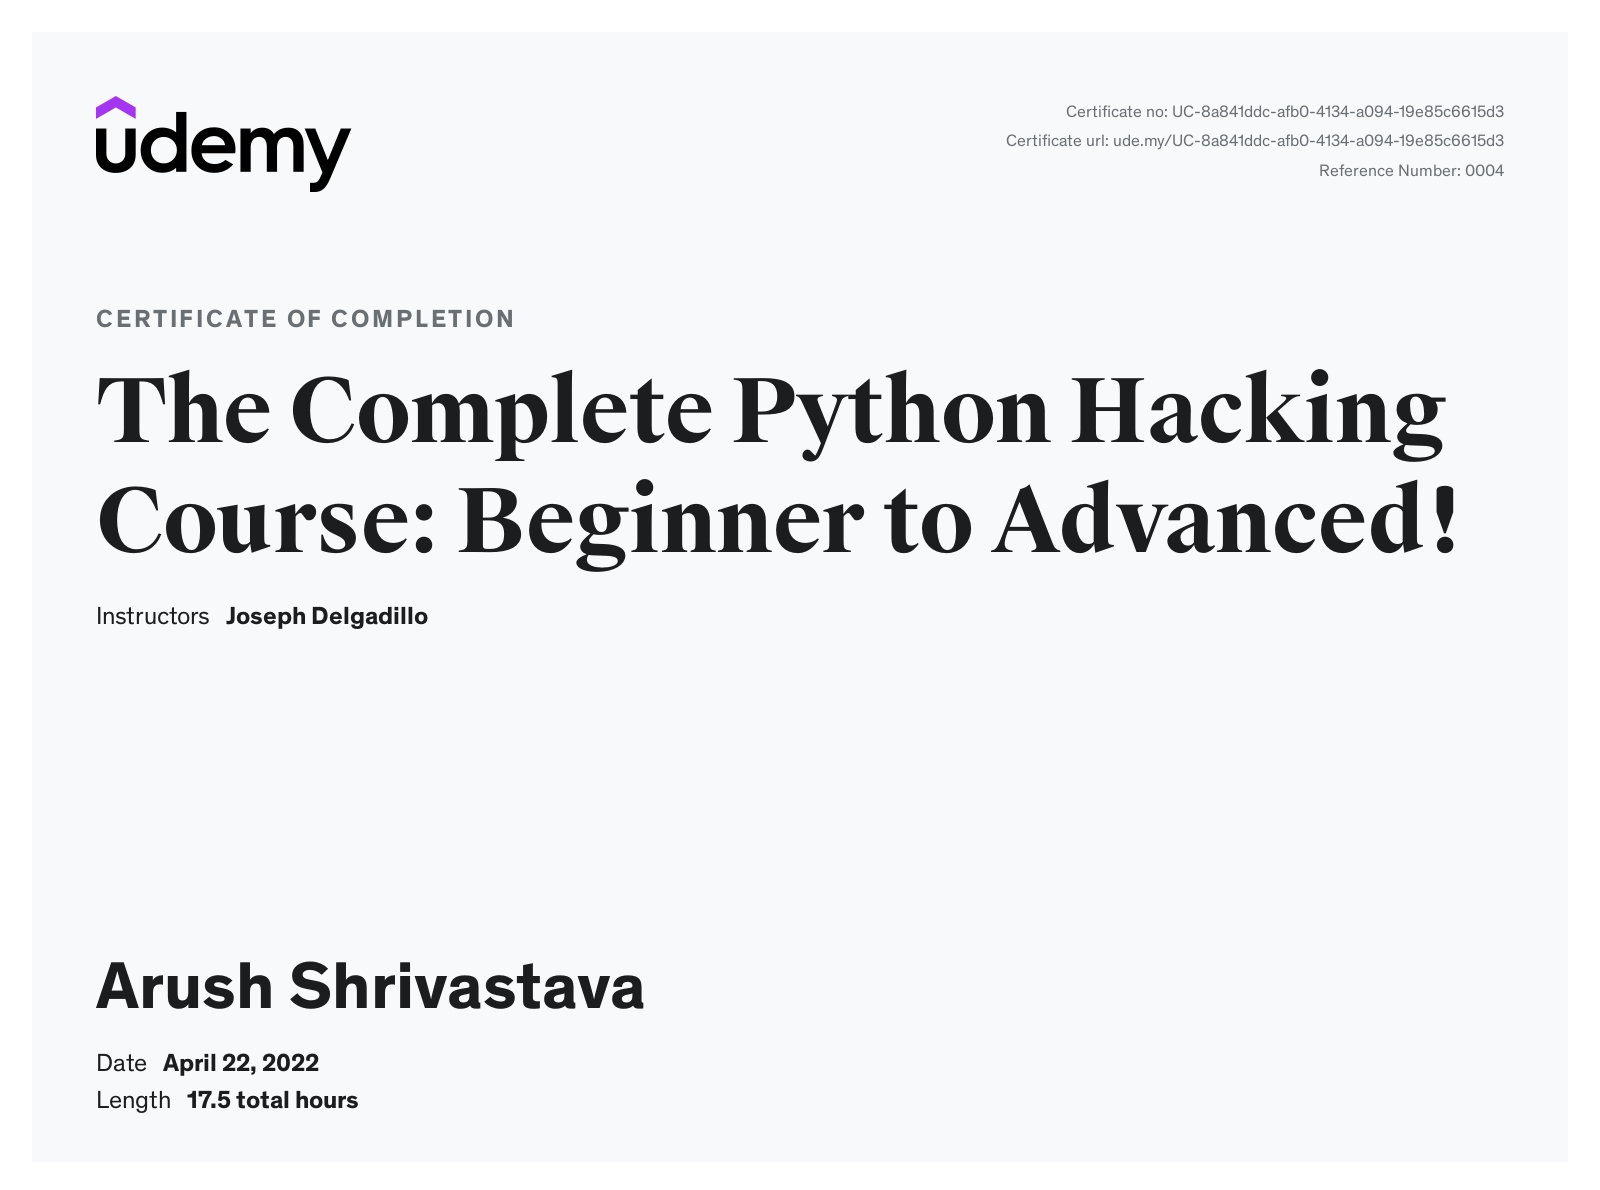 udemy
Certificate no: UC-8a841ddc-afb0-4134-a094-19e85c6615d3
Certificate url: ude.my/UC-8a841ddc-afb0-4134-a094-19e85c6615d3
Reference Number: 0004
CERTIFICATE OF COMPLETION
The Complete Python Hacking
Course: Beginner to Advanced!
Instructors Joseph Delgadillo
Arush Shrivastava
Date April 22, 2022
Length 17.5 total hours